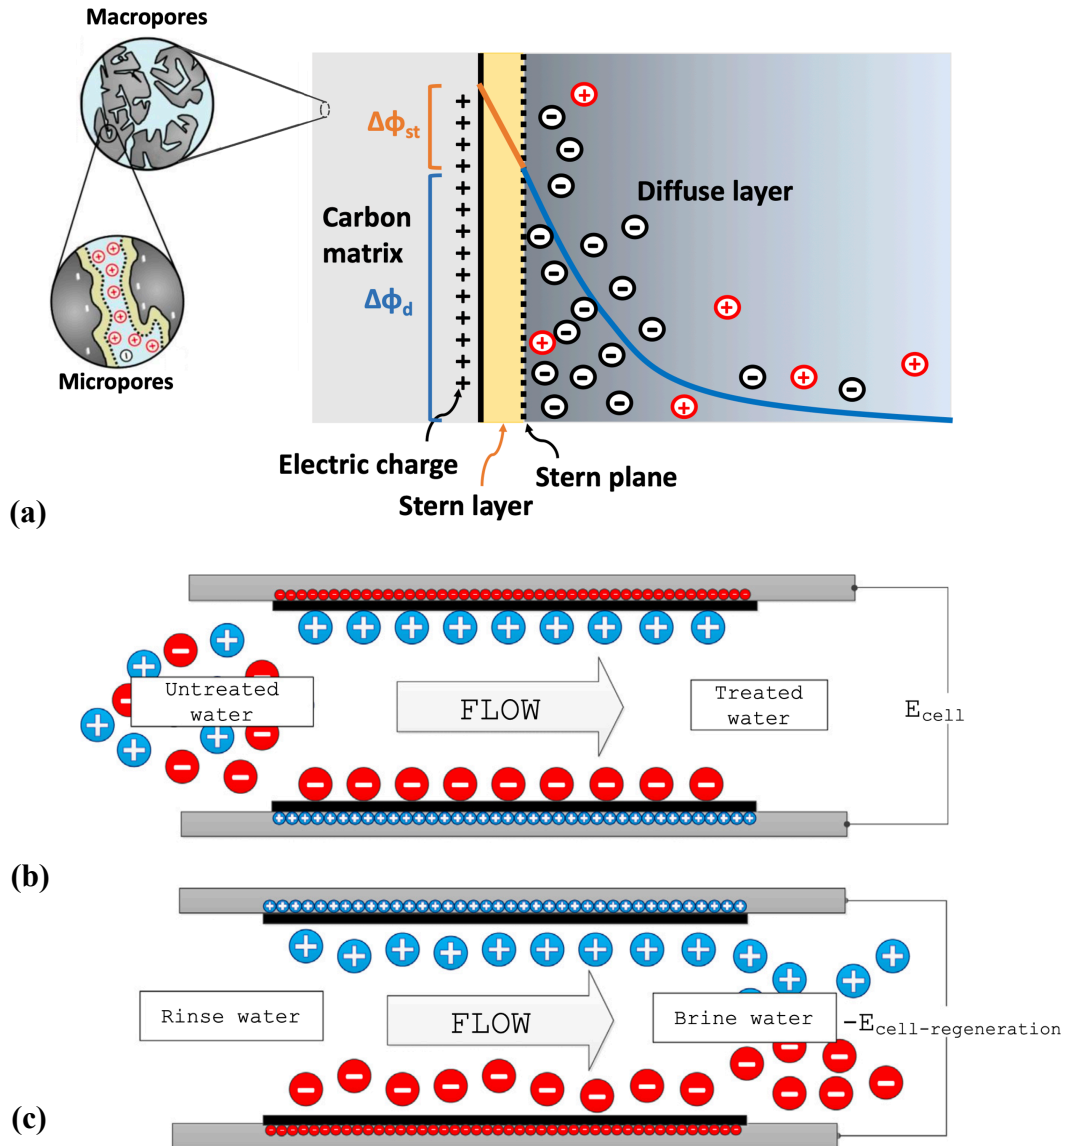 Macropores
Δϕst
Carbon
matrix
Δϕd
Diffuse layer
Micropores
Electric charge
Stern plane
Stern layer
(a)
Untreated
water
FLOW
Treated
water
Ecell
(b)
Rinse water
FLOW
Brine water
-Ecell-regeneration
(c)